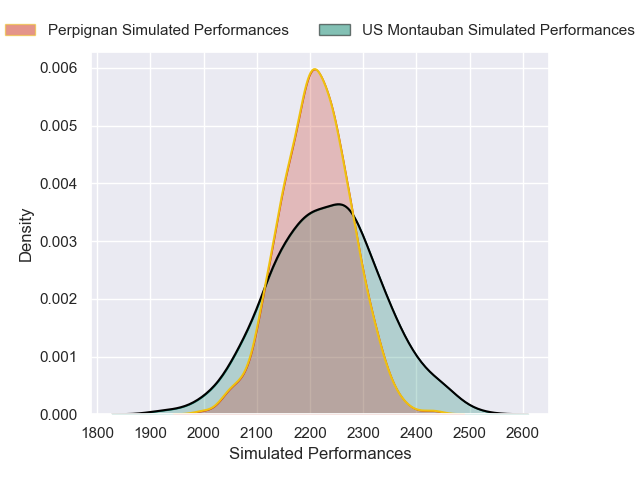 Perpignan Simulated Performances
US Montauban Simulated Performances
0.006
0.005
0.004
0.003
0.002
0.001
0.000
Density
1800 1900 2000 2100 2200 2300 2400 2500 2600
Simulated Performances